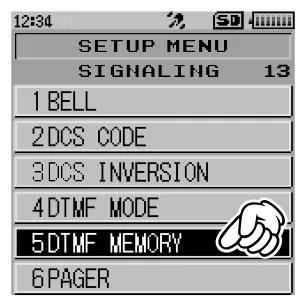 12:34 SD
SETUP MENU
SIGNALING 13
1 BELL
2 DCS CODE
3 DCS INVERSION
4 DTMF MODE
5 DTMF MEMORY
6 PAGER